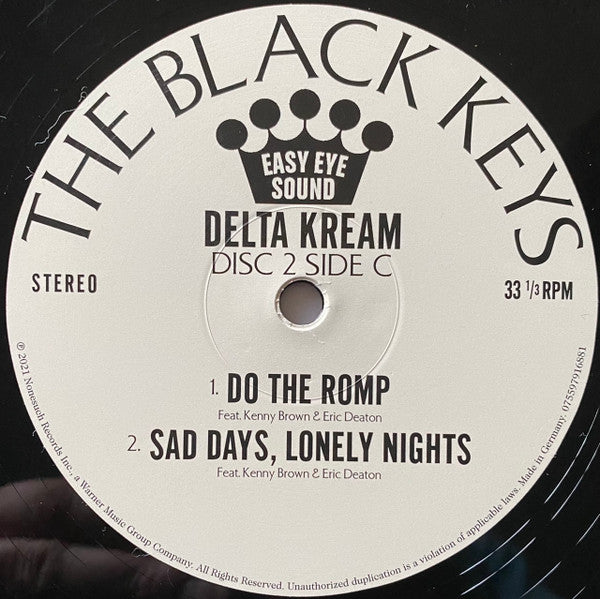 THE BLACK KEYS
EASY EYE
SOUND
DELTA KREAM
DISC 2 SIDE C
STEREO
33 1/3 RPM
1. DO THE ROMP
Feat. Kenny Brown & Eric Deaton
2. SAD DAYS, LONELY NIGHTS
Feat. Kenny Brown & Eric Deaton
℗ 2021 Nonesuch Records Inc., a Warner Music Group Company. All Rights Reserved. Unauthorized duplication is a violation of applicable laws. Made in Germany. 075597916881